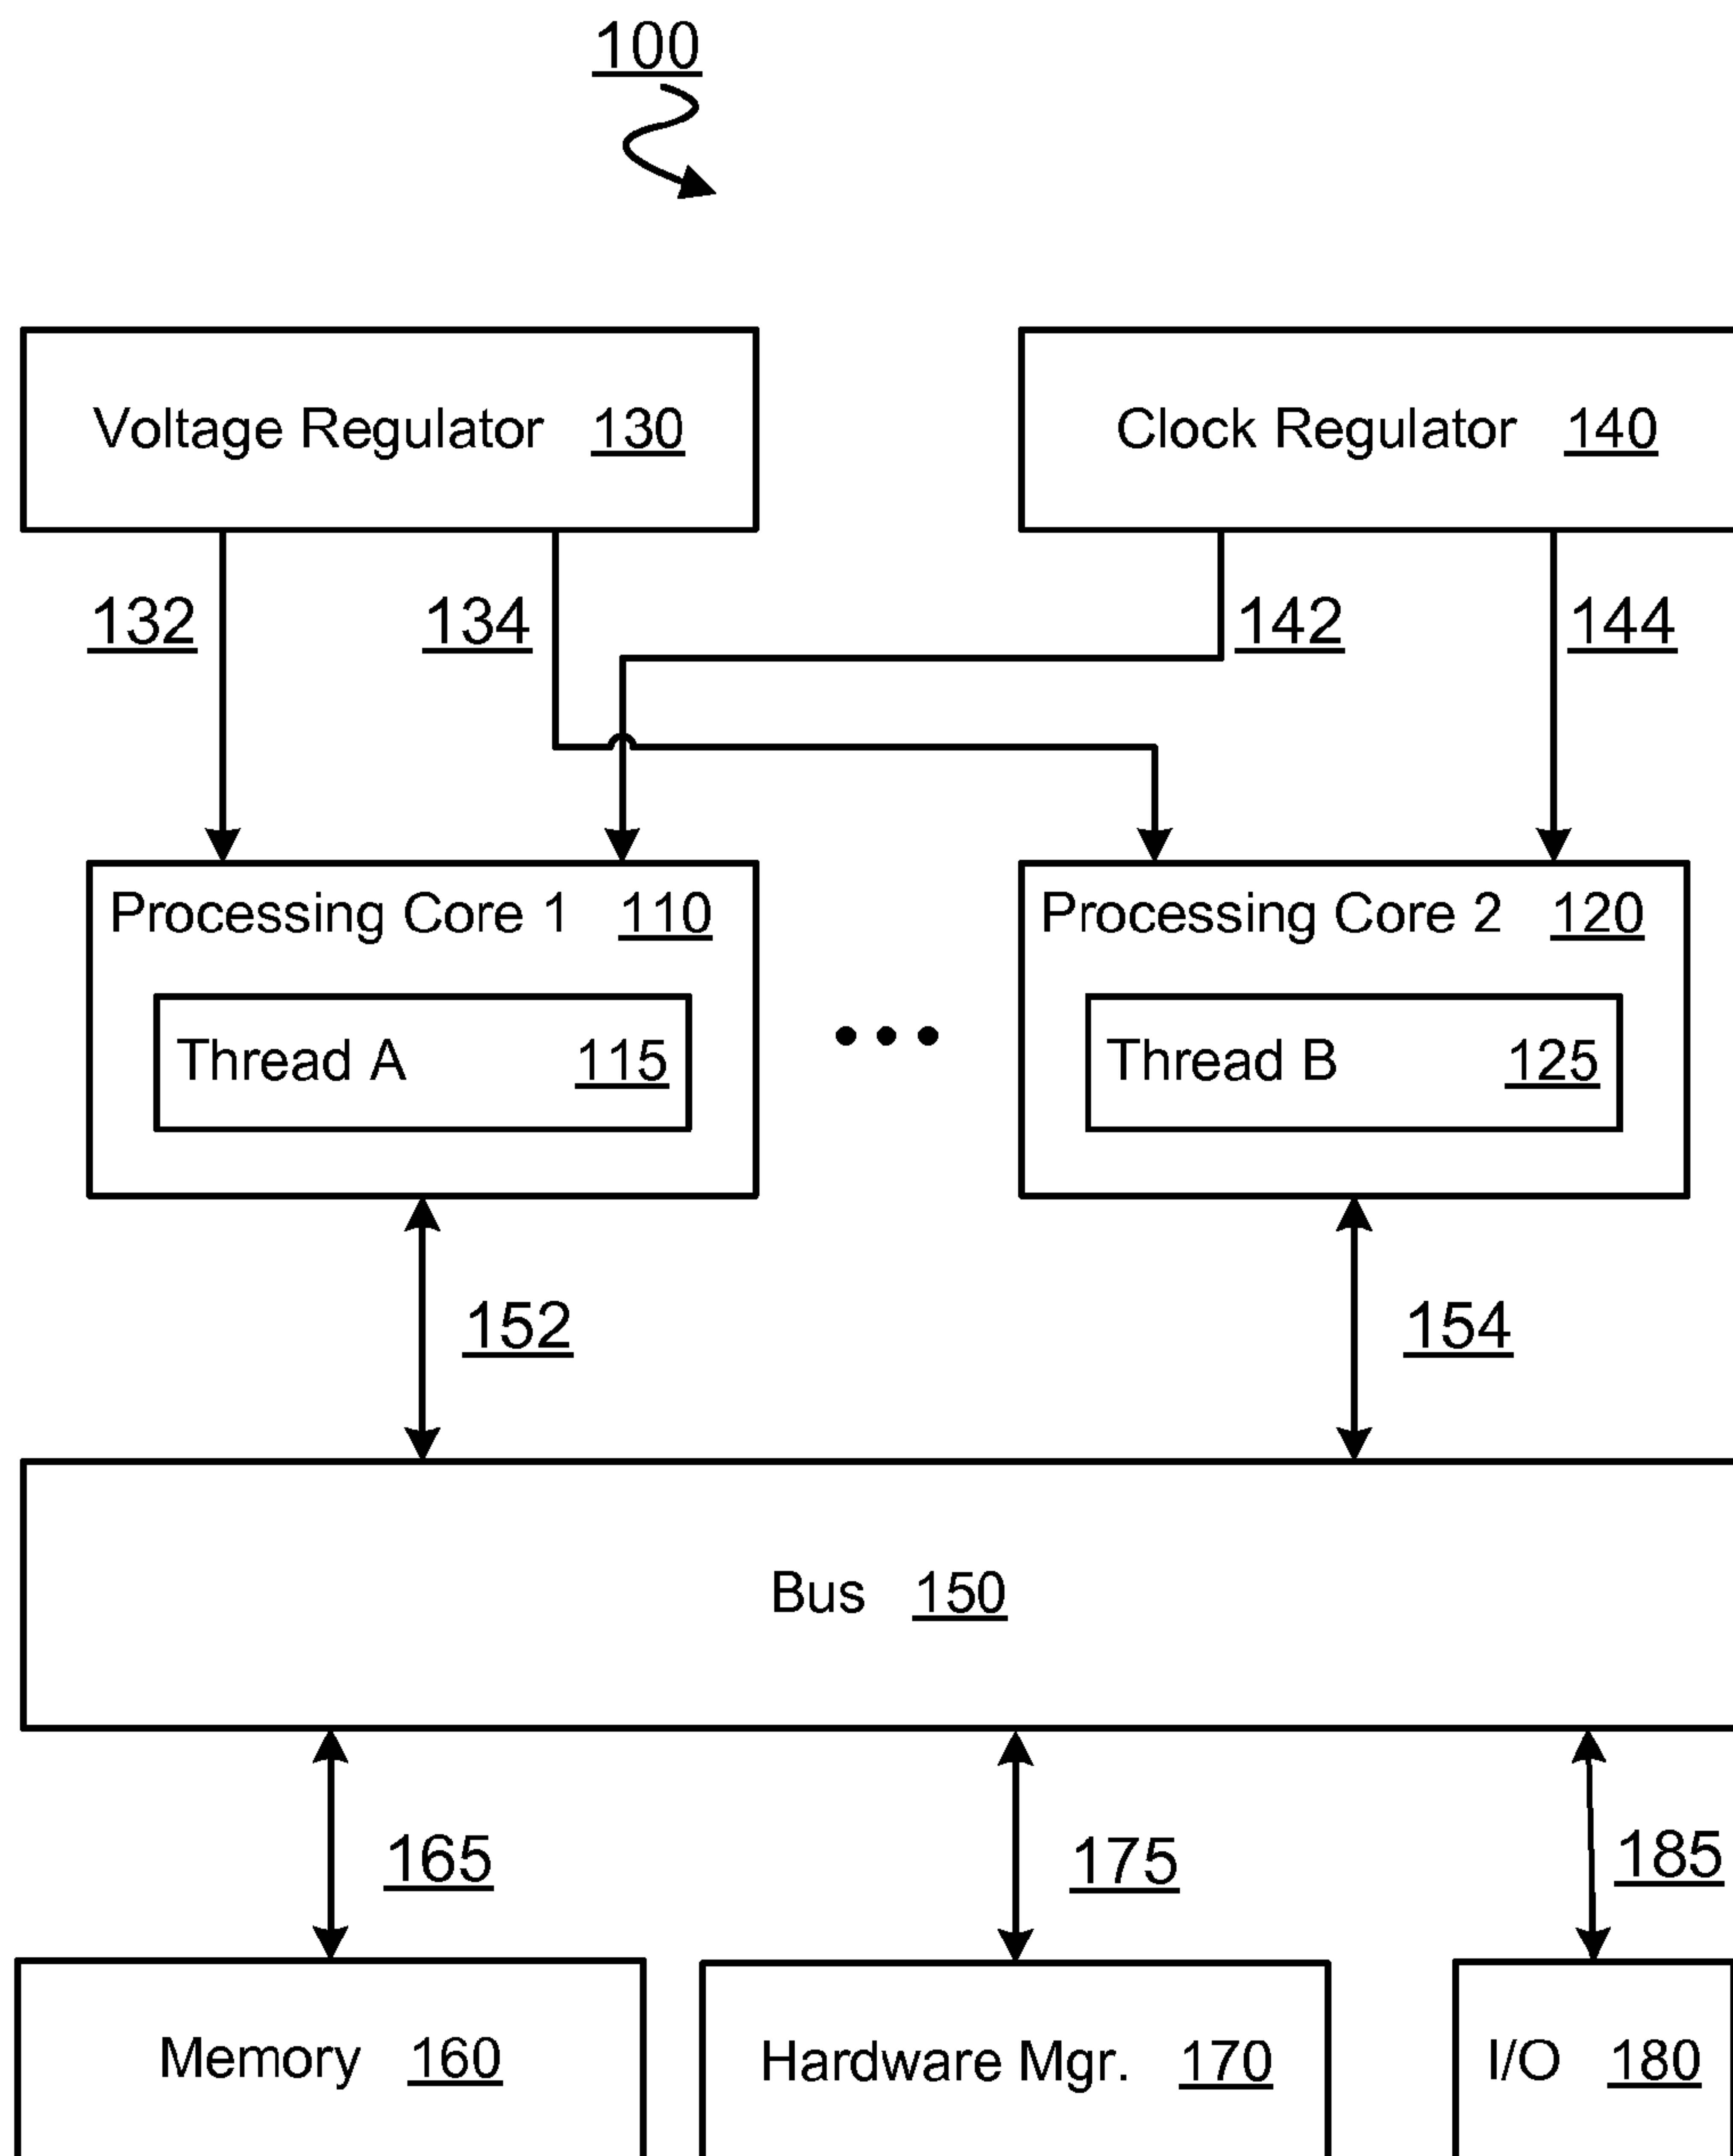 100
Voltage Regulator 130
Clock Regulator 140
132
134
142
144
Processing Core 1 110
Processing Core 2 120
Thread A 115
Thread B 125
152
154
Bus 150
165
175
185
Memory 160
Hardware Mgr. 170
I/O 180